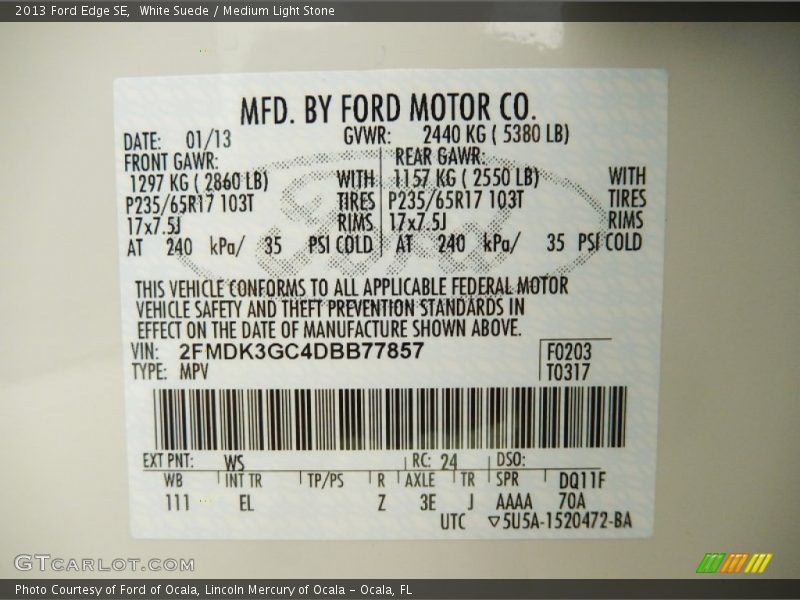 2013 Ford Edge SE, White Suede / Medium Light Stone
MFD. BY FORD MOTOR CO.
DATE: 01/13 GVWR: 2440 KG ( 5380 LB)
FRONT GAWR: REAR GAWR:
1297 KG ( 2860 LB) WITH 1157 KG ( 2550 LB) WITH
P235/65R17 103T TIRES P235/65R17 103T TIRES
17x7.5J RIMS 17x7.5J RIMS
AT 240 kPa/ 35 PSI COLD AT 240 kPa/ 35 PSI COLD
THIS VEHICLE CONFORMS TO ALL APPLICABLE FEDERAL MOTOR
VEHICLE SAFETY AND THEFT PREVENTION STANDARDS IN
EFFECT ON THE DATE OF MANUFACTURE SHOWN ABOVE.
VIN: 2FMDK3GC4DBB77857 F0203
TYPE: MPV T0317
EXT PNT: WS RC: 24 DSO:
WB INT TR TP/PS R AXLE TR SPR DQ11F
111 EL Z 3E J AAAA 70A
UTC ▽5U5A-1520472-BA
GTCARLOT.COM
Photo Courtesy of Ford of Ocala, Lincoln Mercury of Ocala – Ocala, FL